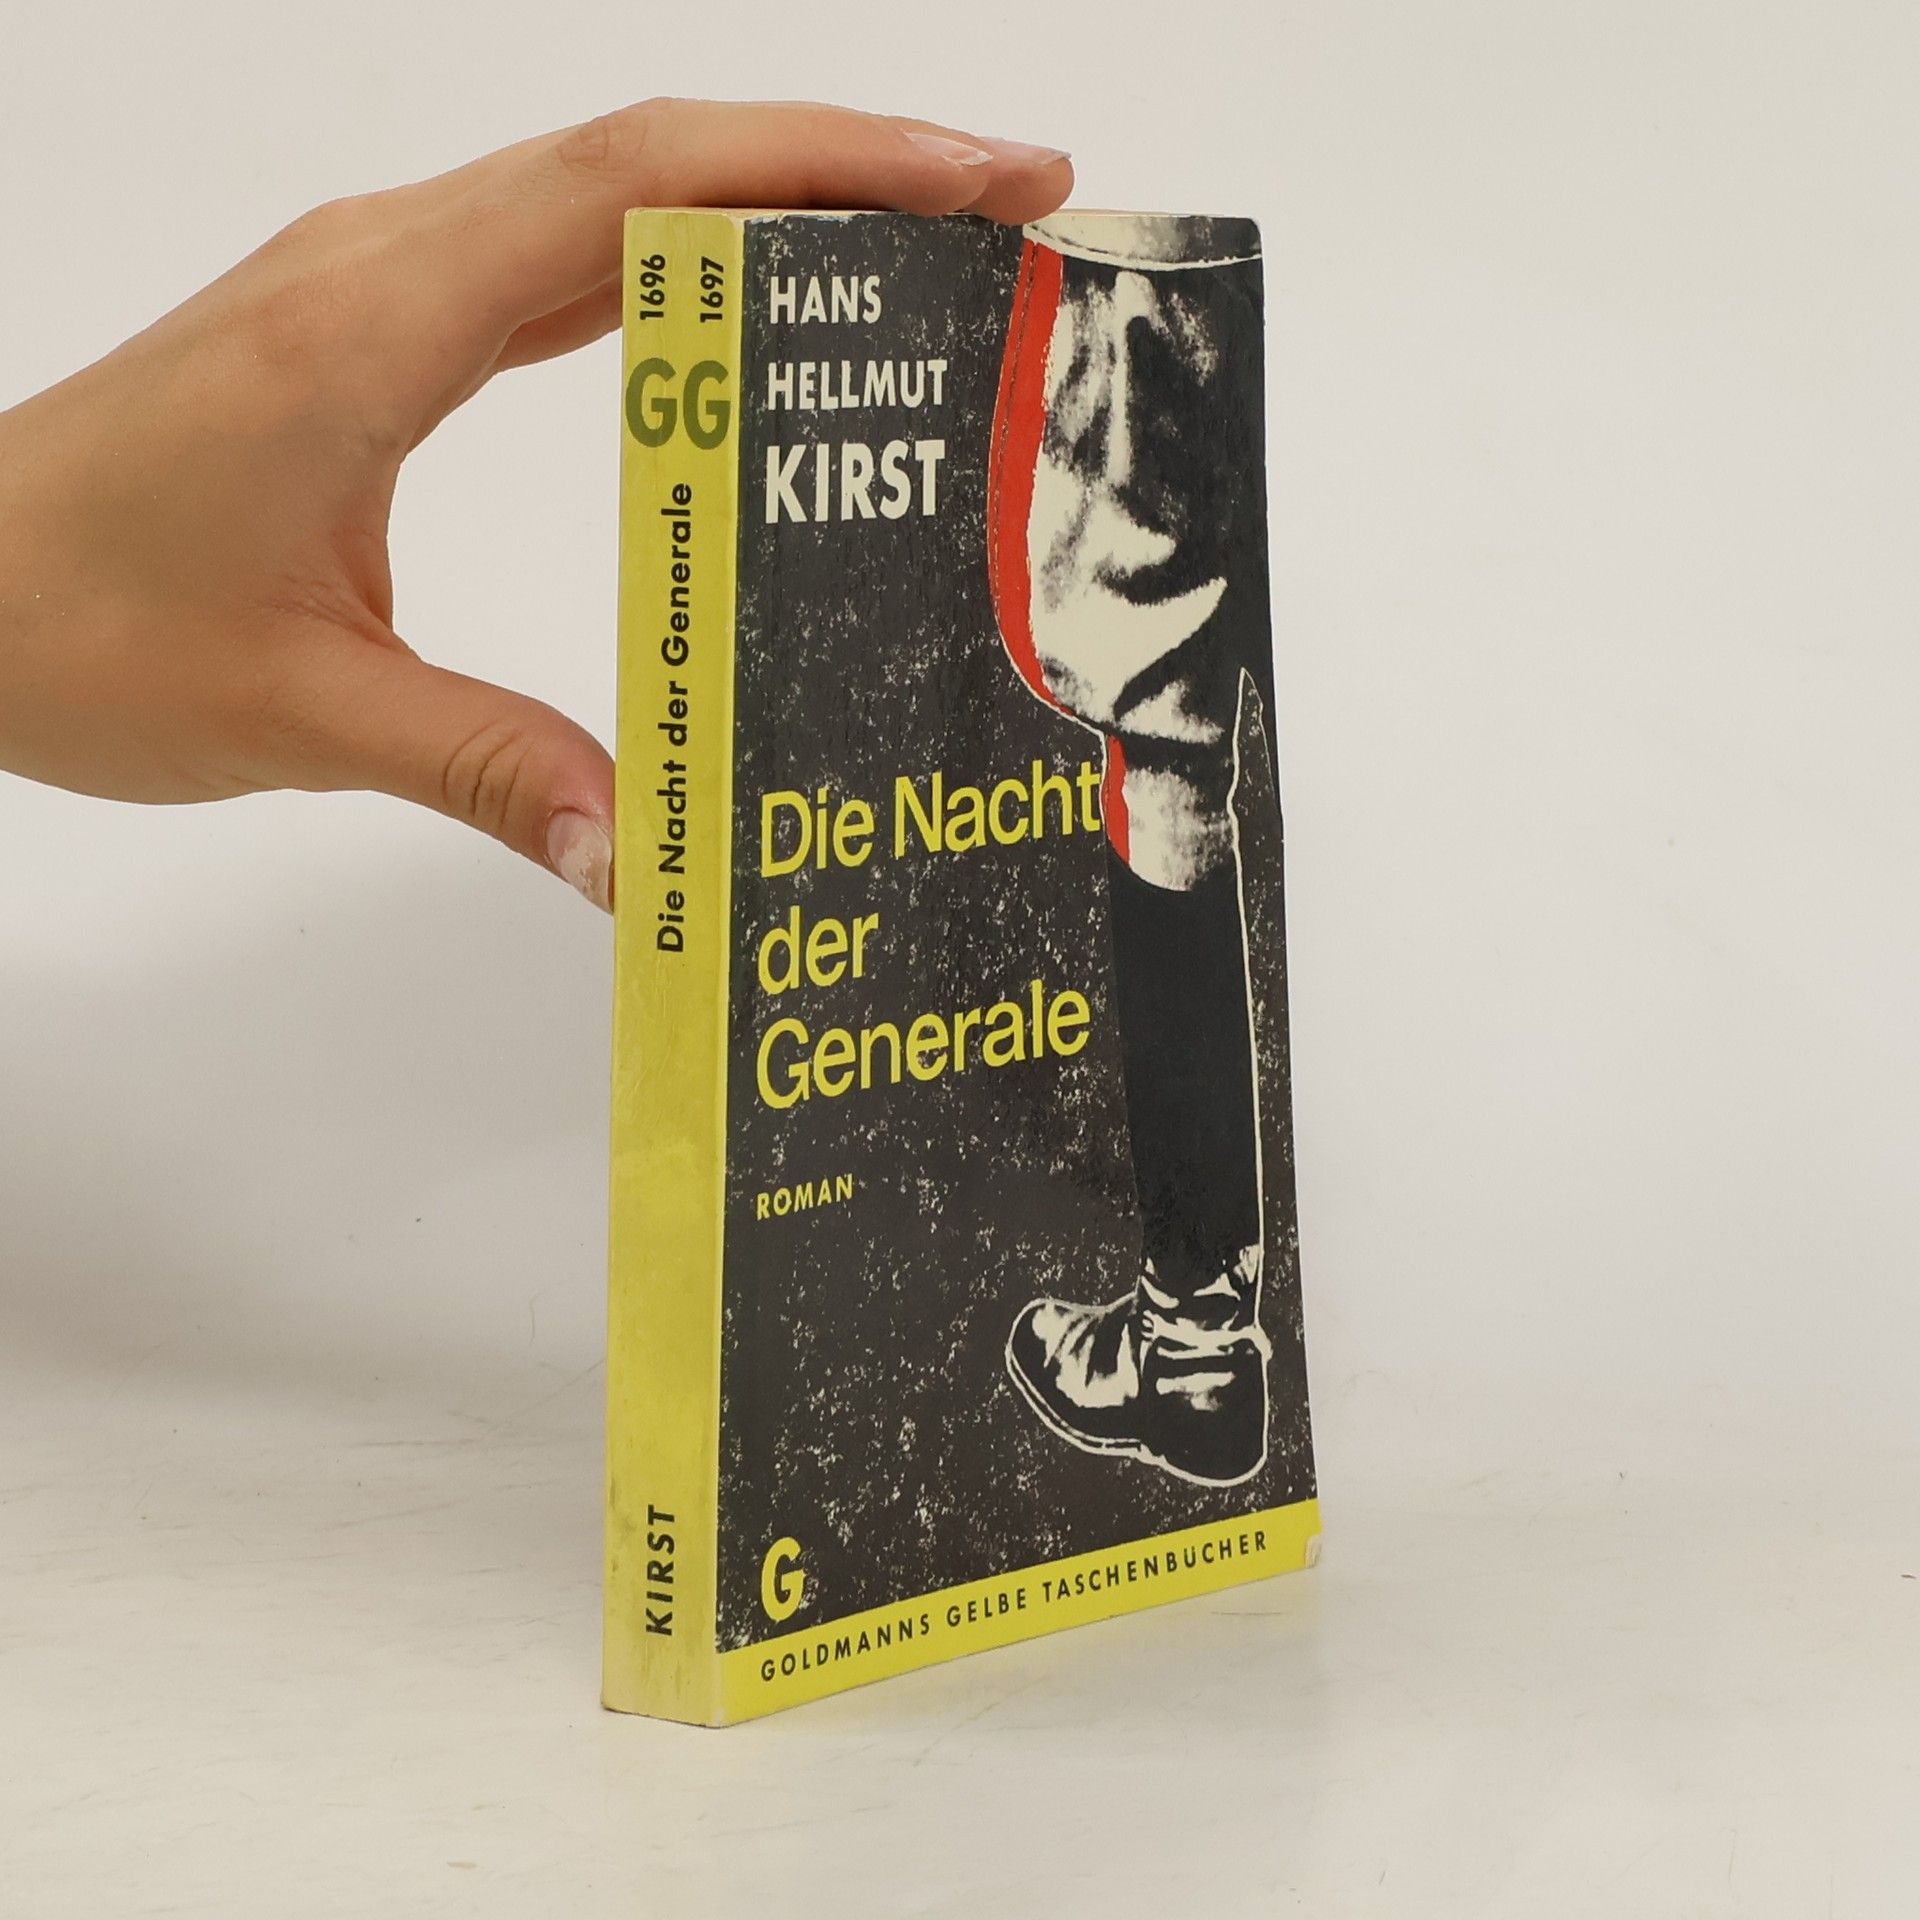 1696
1697
GG
Die Nacht der Generale
KIRST
HANS
HELLMUT
KIRST
Die Nacht
der
Generale
ROMAN
G
GOLDMANNS GELBE TASCHENBÜCHER